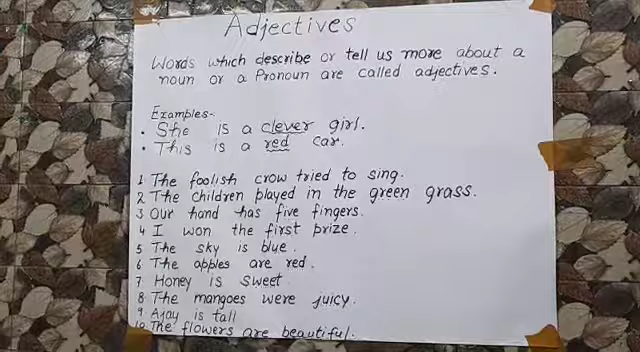 Adjectives
Words which describe or tell us more about a
noun or a Pronoun are called adjectives.
Examples-
• She is a clever girl.
• This is a red car.
1 The foolish crow tried to sing.
2 The children played in the green grass.
3 Our hand has five fingers.
4 I won the first prize.
5 The sky is blue.
6 The apples are red.
7 Honey is sweet
8 The mangoes were juicy.
9 Ajay is tall
10 The flowers are beautiful.